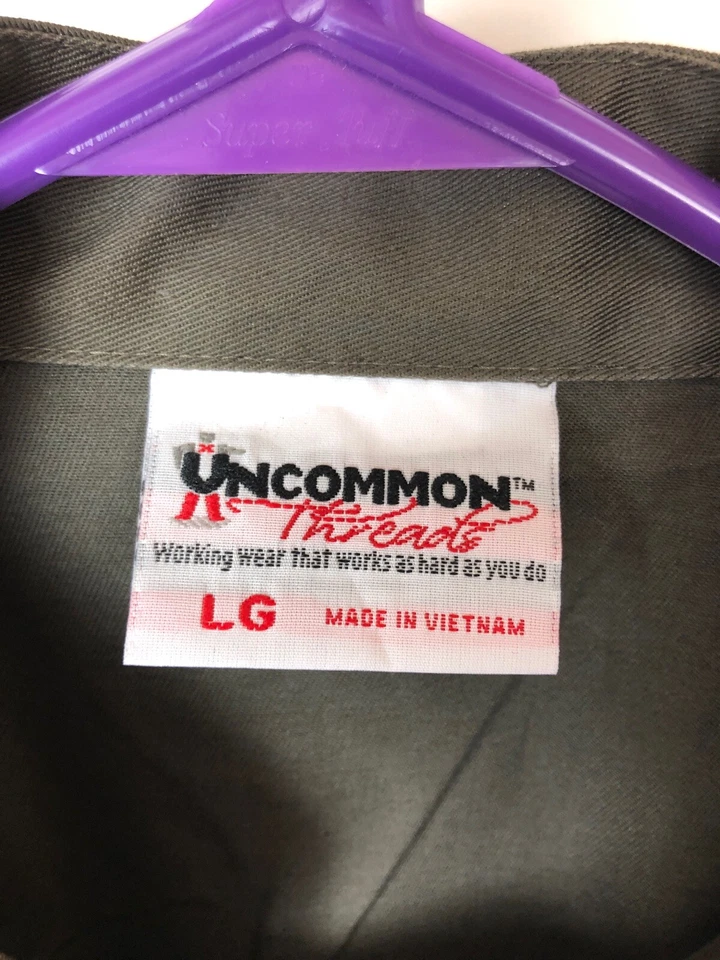 UNCOMMON™
Threads
Working wear that works as hard as you do
LG MADE IN VIETNAM